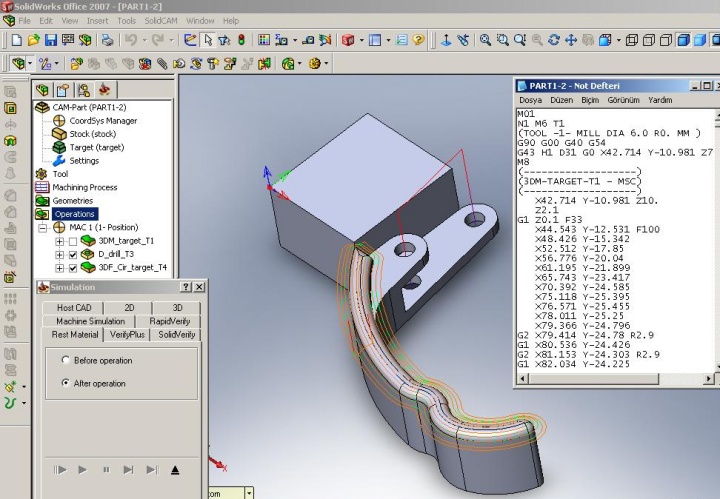 SolidWorks Office 2007 - [PART1-2]
File Edit View Insert Tools SolidCAM Window Help
CAM-Part (PART1-2)
CoordSys Manager
Stock (stock)
Target (target)
Settings
Tool
Machining Process
Geometries
Operations
MAC 1 (1- Position)
3DM_target_T1
D_drill_T3
3DF_Cir_target_T4
Simulation
Host CAD 2D 3D
Machine Simulation RapidVerify
Rest Material VerifyPlus SolidVerify
Before operation
After operation
PART1-2 - Not Defteri
Dosya Düzen Biçim Görünüm Yardım
M01
N1 M6 T1
(TOOL -1- MILL DIA 6.0 R0. MM )
G90 G00 G40 G54
G43 H1 D31 G0 X42.714 Y-10.981 Z7
M8
(-------------------)
(3DM-TARGET-T1 - MSC)
(-------------------)
X42.714 Y-10.981 Z10.
Z2.1
G1 Z0.1 F33
X44.543 Y-12.531 F100
X48.426 Y-15.342
X52.512 Y-17.85
X56.776 Y-20.04
X61.195 Y-21.899
X65.743 Y-23.417
X70.392 Y-24.585
X75.118 Y-25.395
X76.571 Y-25.455
X78.011 Y-25.25
X79.366 Y-24.796
G2 X79.414 Y-24.78 R2.9
G1 X80.536 Y-24.426
G2 X81.153 Y-24.303 R2.9
G1 X82.034 Y-24.225
X
om